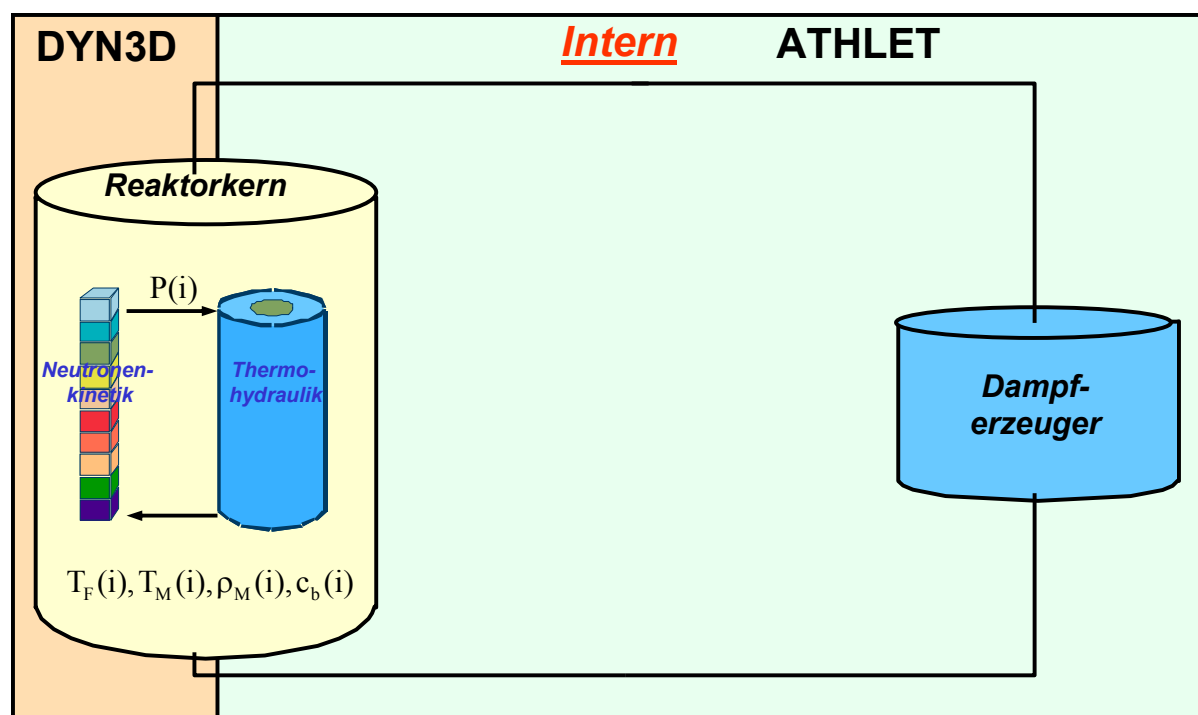 DYN3D
Intern
ATHLET
Reaktorkern
P(i)
Neutronen-
kinetik
Thermo-
hydraulik
T_F(i), T_M(i), ρ_M(i), c_b(i)
Dampf-
erzeuger